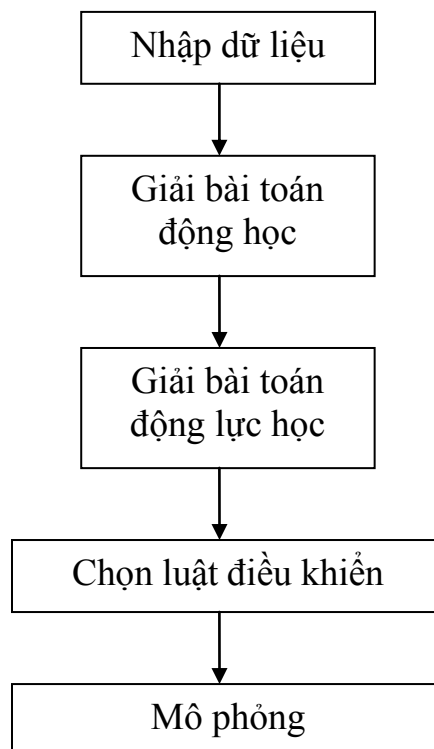 Nhập dữ liệu
Giải bài toán
động học
Giải bài toán
động lực học
Chọn luật điều khiển
Mô phỏng